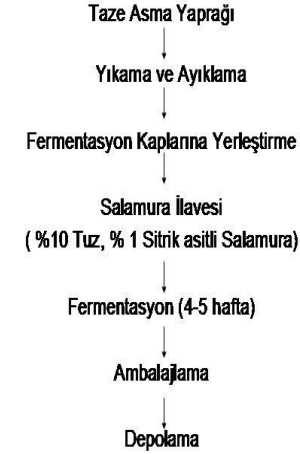 Taze Asma Yaprağı
Yıkama ve Ayıklama
Fermentasyon Kaplarına Yerleştirme
Salamura İlavesi
( %10 Tuz, % 1 Sitrik asitli Salamura)
Fermentasyon (4-5 hafta)
Ambalajlama
Depolama